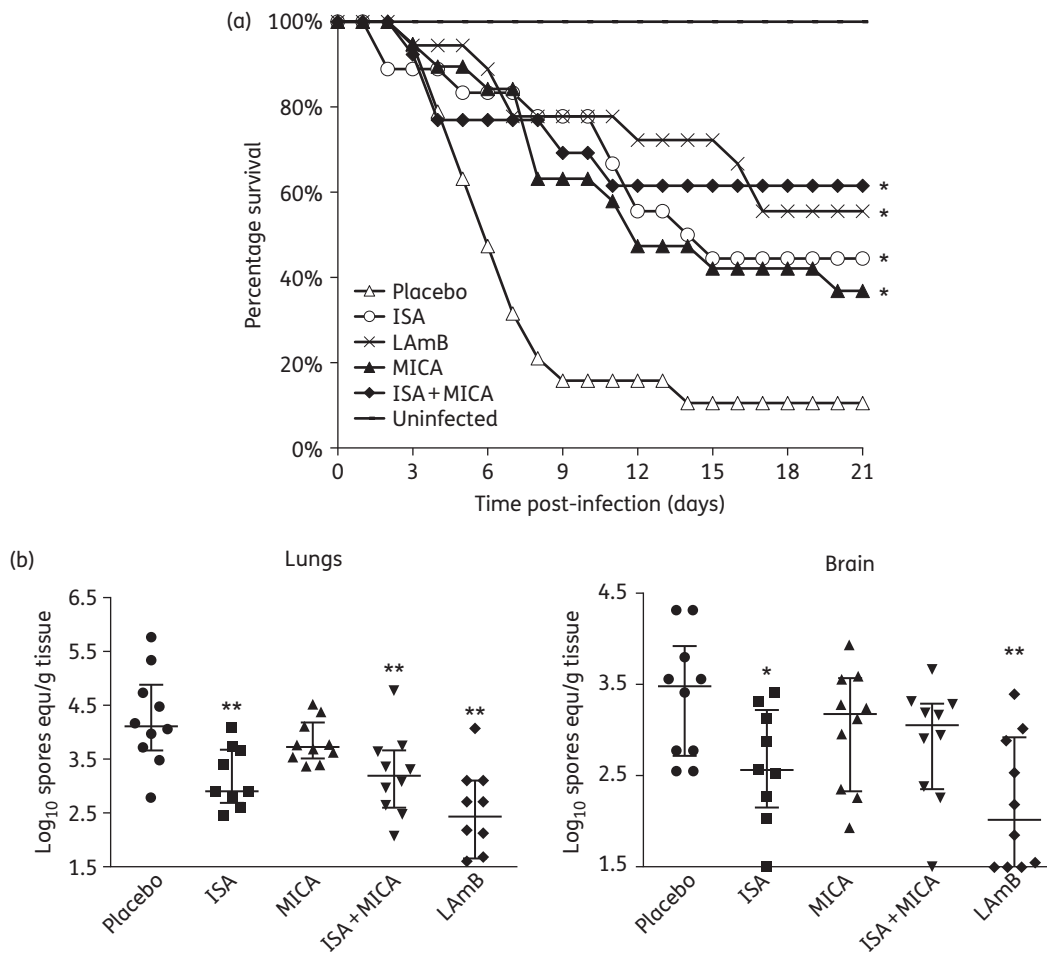 (a)
100%
80%
60%
40%
20%
0%
Percentage survival
Placebo
ISA
LAmB
MICA
ISA+MICA
Uninfected
*
*
*
*
0 3 6 9 12 15 18 21
Time post-infection (days)
(b)
Lungs
6.5
5.5
4.5
3.5
2.5
1.5
Log10 spores equ/g tissue
**
**
**
Placebo
ISA
MICA
ISA+MICA
LAmB
Brain
4.5
3.5
2.5
1.5
Log10 spores equ/g tissue
*
**
Placebo
ISA
MICA
ISA+MICA
LAmB